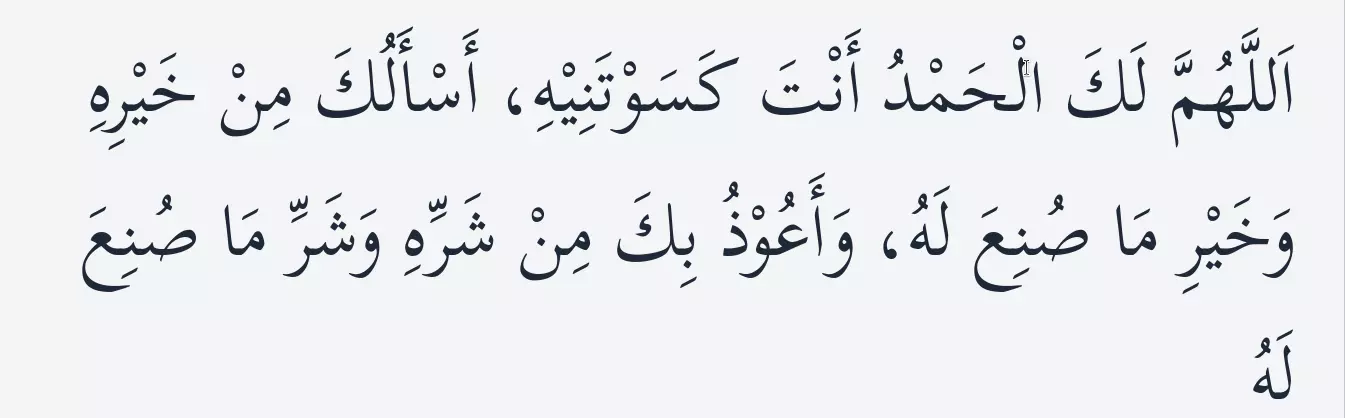 اَللَّهُمَّ لَكَ الْحَمْدُ أَنْتَ كَسَوْتَنِيْهِ، أَسْأَلُكَ مِنْ خَيْرِهِ
وَخَيْرِ مَا صُنِعَ لَهُ، وَأَعُوْذُ بِكَ مِنْ شَرِّهِ وَشَرِّ مَا صُنِعَ
لَهُ